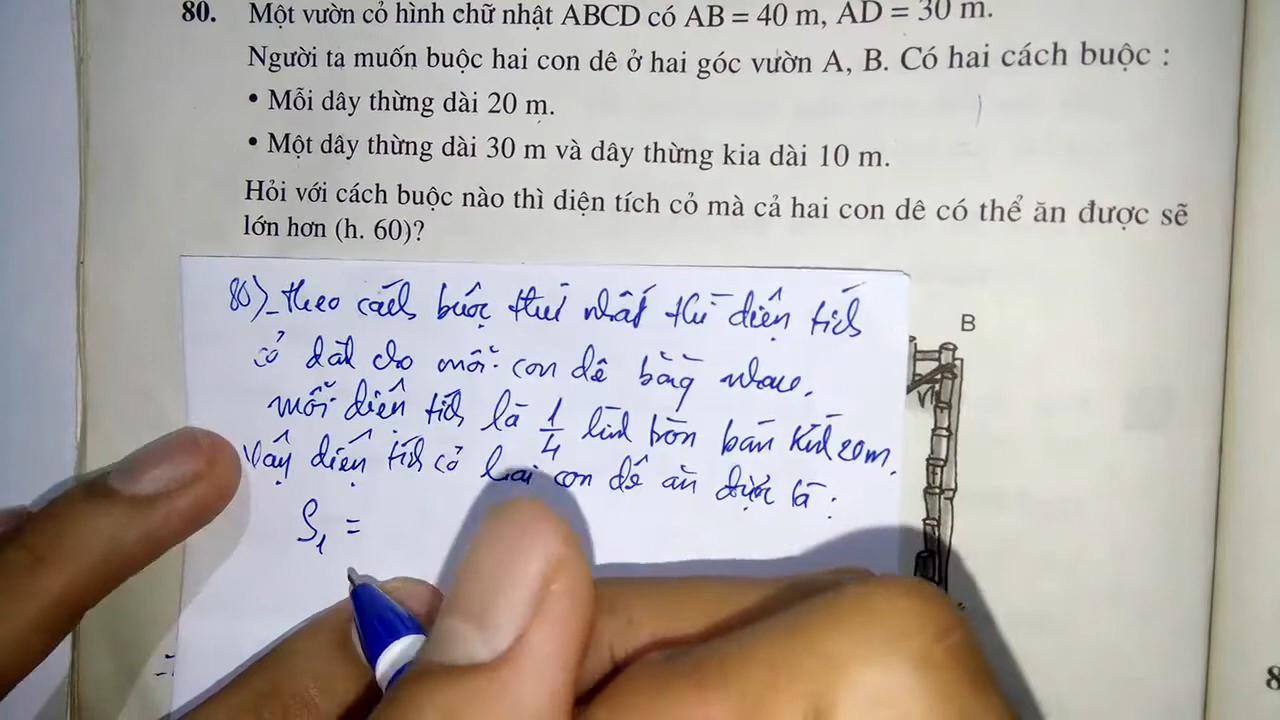 80. Một vườn cỏ hình chữ nhật ABCD có AB = 40 m, AD = 30 m.
Người ta muốn buộc hai con dê ở hai góc vườn A, B. Có hai cách buộc :
• Mỗi dây thừng dài 20 m.
• Một dây thừng dài 30 m và dây thừng kia dài 10 m.
Hỏi với cách buộc nào thì diện tích cỏ mà cả hai con dê có thể ăn được sẽ
lớn hơn (h. 60)?
80) - theo cách buộc thứ nhất thì diện tích
cỏ dành cho mỗi con dê bằng nhau.
mỗi diện tích là 1/4 hình tròn bán kính 20m.
Vậy diện tích cỏ hai con dê ăn được là :
S₁ =
B
8